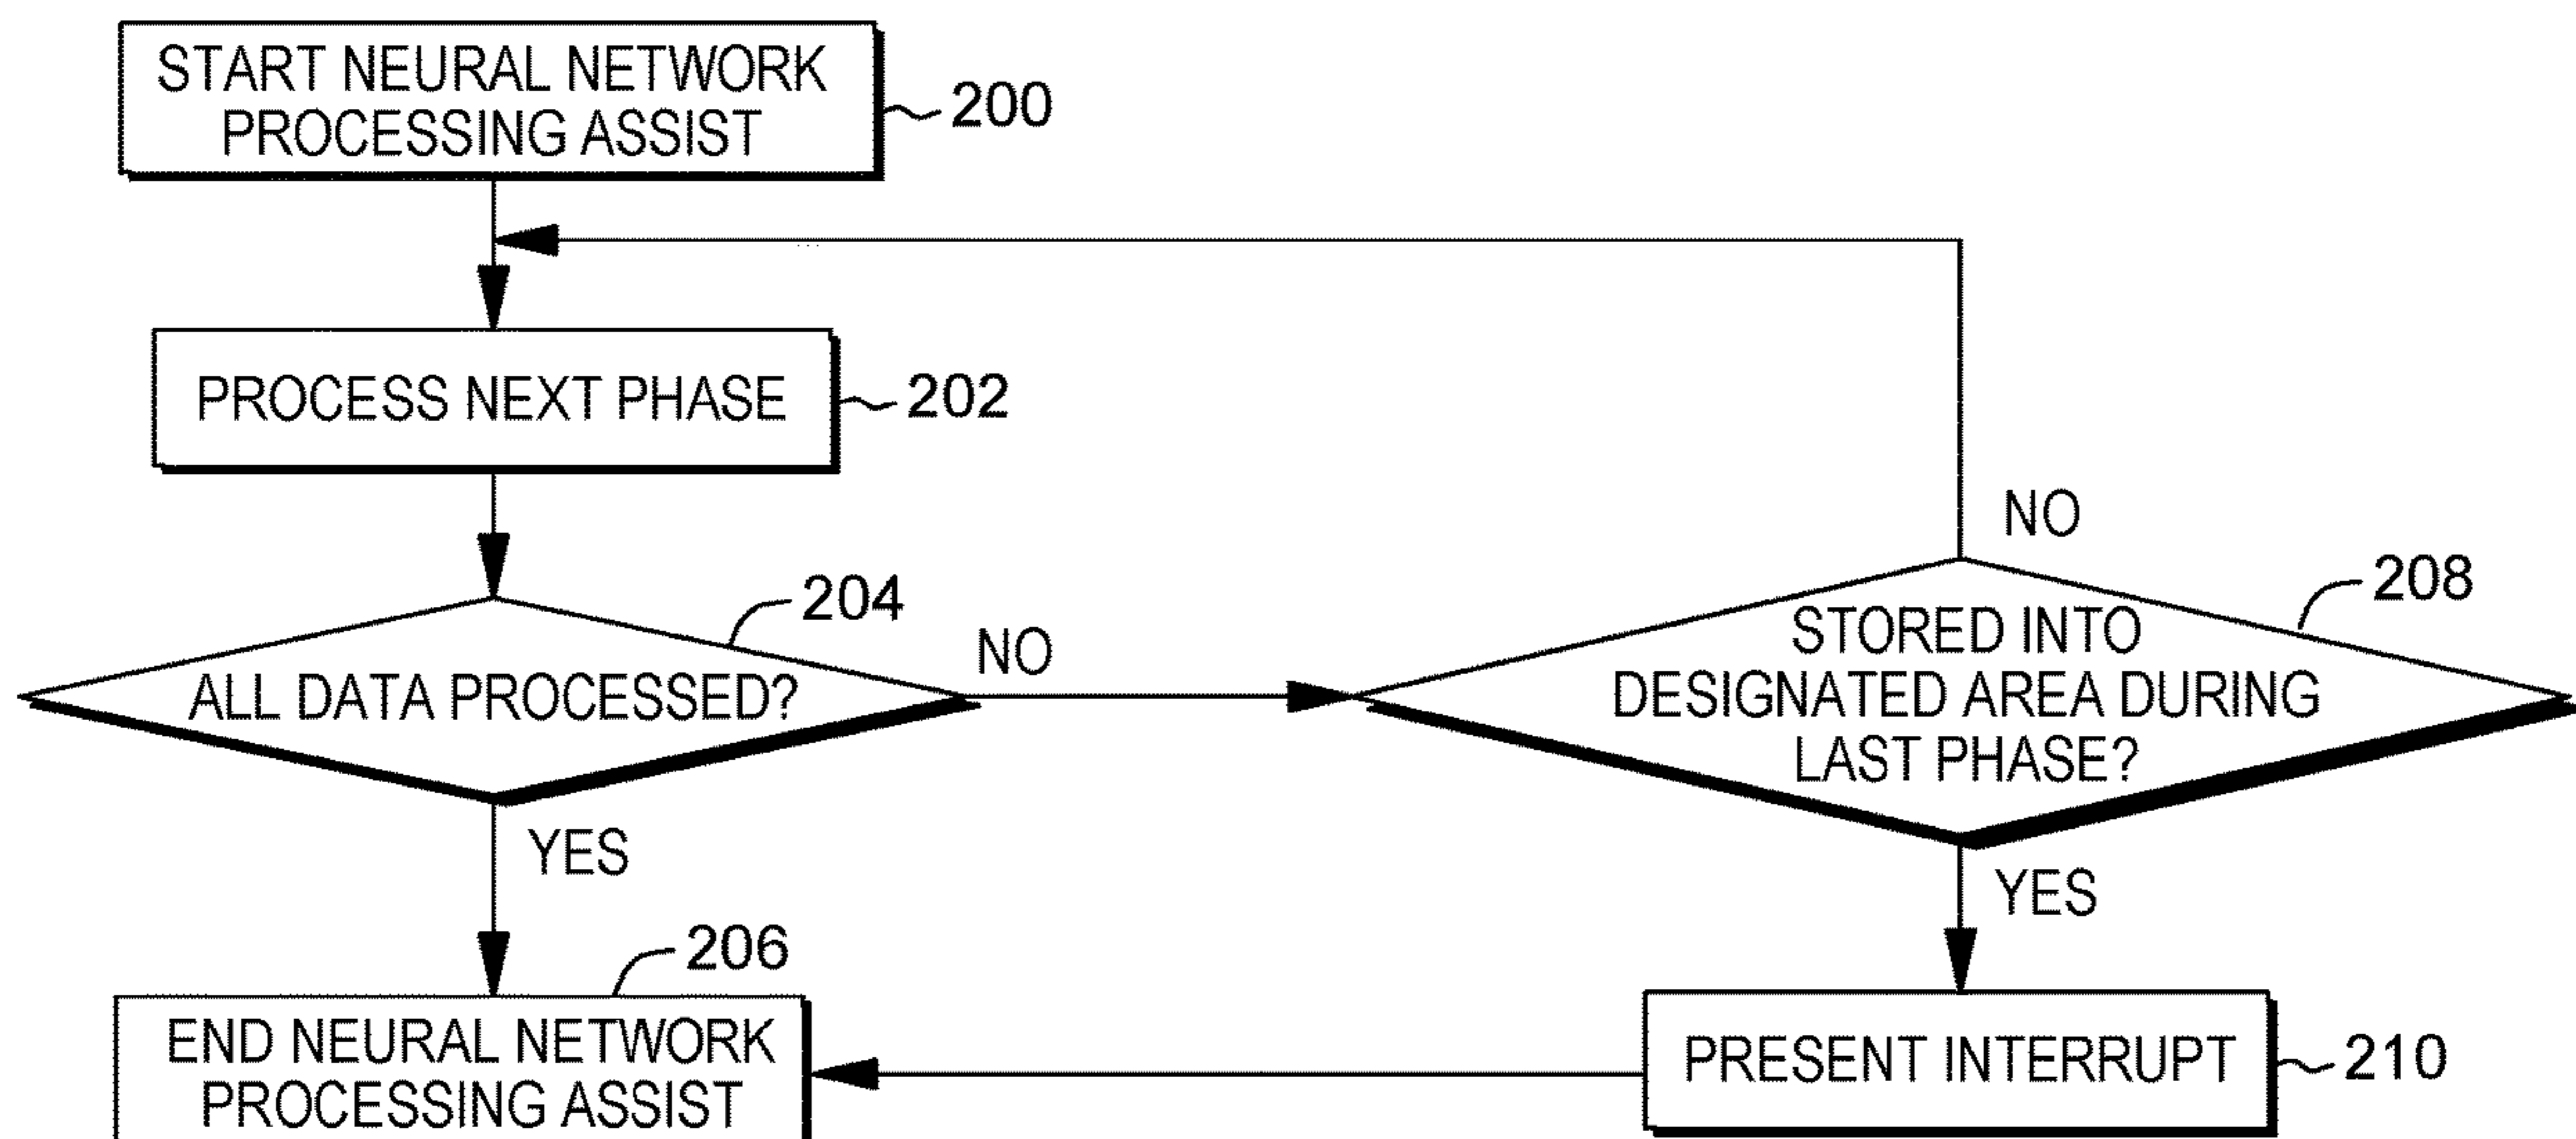 START NEURAL NETWORK
PROCESSING ASSIST
200
PROCESS NEXT PHASE
202
204
ALL DATA PROCESSED?
NO
YES
NO
208
STORED INTO
DESIGNATED AREA DURING
LAST PHASE?
YES
206
END NEURAL NETWORK
PROCESSING ASSIST
PRESENT INTERRUPT
210